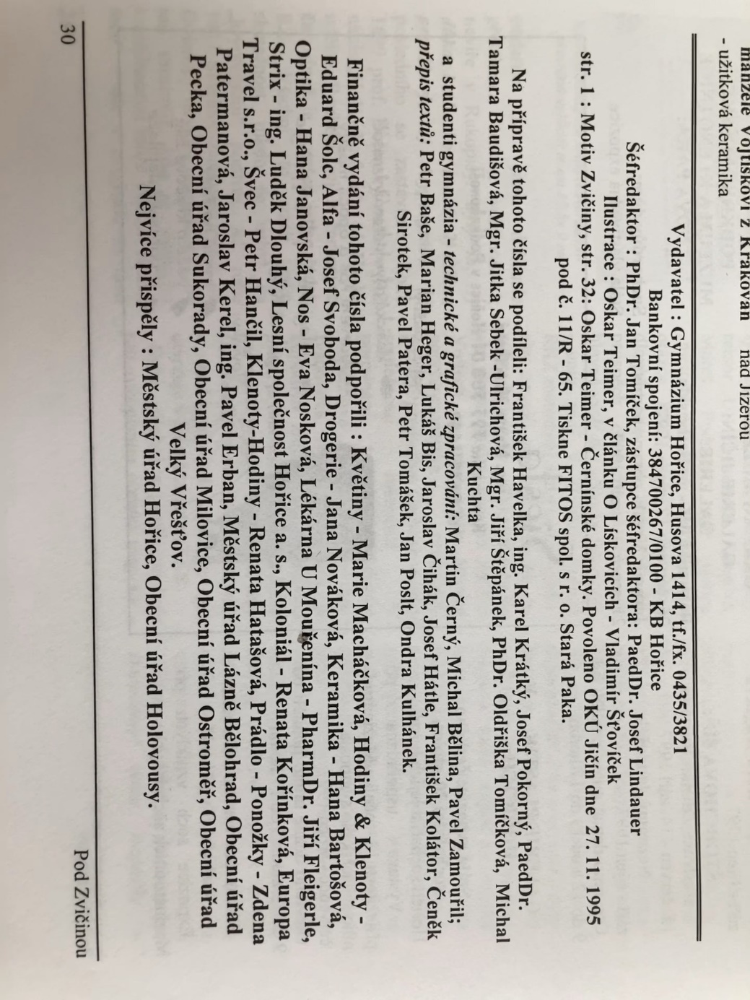 manželé Vojtíškovi z Krákovan nad Jizerou
- užitková keramika
Vydavatel : Gymnázium Hořice, Husova 1414, tf./fx. 0435/3821
Bankovní spojení: 384700267/0100 - KB Hořice
Šéfredaktor : PhDr. Jan Tomíček, zástupce šéfredaktora: PaedDr. Josef Lindauer
Ilustrace : Oskar Teimer, v článku O Lískovicích - Vladimír Šťovíček
str. 1 : Motiv Zvičiny, str. 32: Oskar Teimer - Černínské domky. Povoleno OKÚ Jičín dne 27. 11. 1995
pod č. 11/R - 65. Tiskne FITOS spol. s r. o. Stará Paka.
Na přípravě tohoto čísla se podíleli: František Havelka, ing. Karel Krátký, Josef Pokorný, PaedDr.
Tamara Baudišová, Mgr. Jitka Sebek -Ulrichová, Mgr. Jiří Štěpánek, PhDr. Oldřiška Tomíčková, Michal
Kuchta
a studenti gymnázia - technické a grafické zpracování: Martin Černý, Michal Bělina, Pavel Zamouřil;
přepis textů: Petr Baše, Marian Heger, Lukáš Bis, Jaroslav Čihák, Josef Hátle, František Kolátor, Čeněk
Sirotek, Pavel Patera, Petr Tomášek, Jan Poslt, Ondra Kulhánek.
Finančně vydání tohoto čísla podpořili : Květiny - Marie Macháčková, Hodiny & Klenoty -
Eduard Šolc, Alfa - Josef Svoboda, Drogerie - Jana Nováková, Keramika - Hana Bartošová,
Optika - Hana Janovská, Nos - Eva Nosková, Lékárna U Mouřenína - PharmDr. Jiří Fleigerle,
Strix - ing. Luděk Dlouhý, Lesní společnost Hořice a. s., Koloniál - Renata Kořínková, Europa
Travel s.r.o., Švec - Petr Hančil, Klenoty-Hodiny - Renata Hatašová, Prádlo - Ponožky - Zdena
Patermanová, Jaroslav Kerel, ing. Pavel Erban, Městský úřad Lázně Bělohrad, Obecní úřad
Pecka, Obecní úřad Sukorady, Obecní úřad Milovice, Obecní úřad Ostroměř, Obecní úřad
Velký Vřešťov.
Nejvíce přispěly : Městský úřad Hořice, Obecní úřad Holovousy.
30 Pod Zvičinou